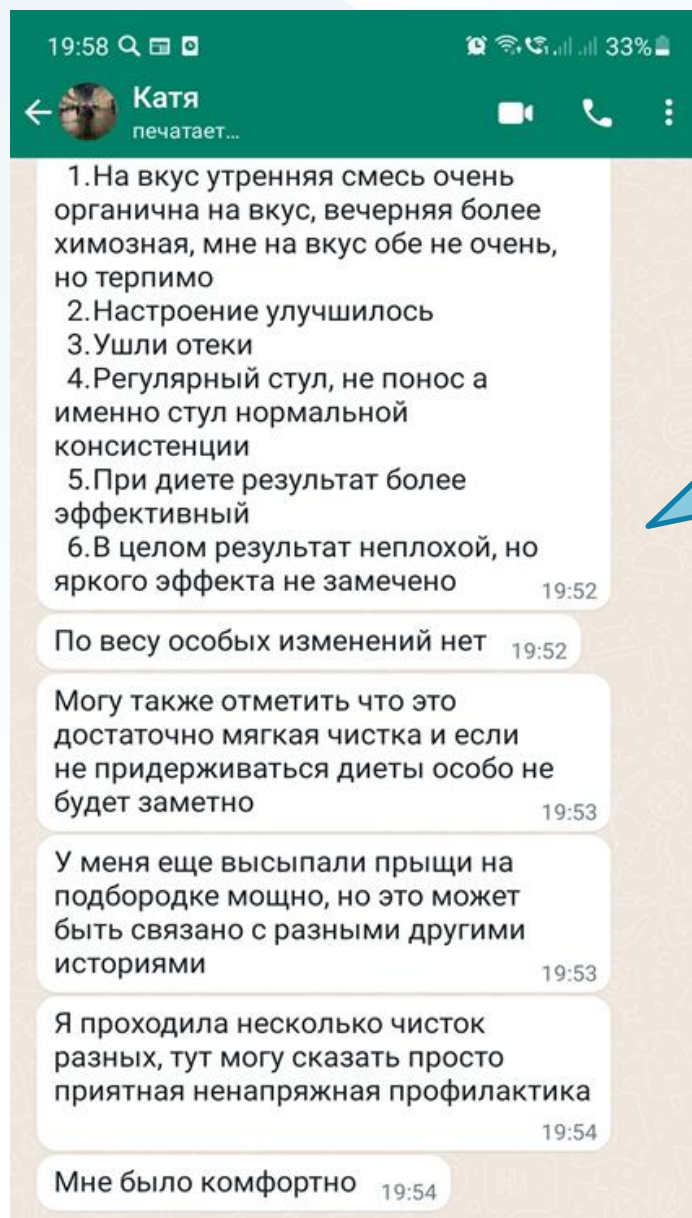 19:58
33%
Катя
печатает...
1.На вкус утренняя смесь очень
органична на вкус, вечерняя более
химозная, мне на вкус обе не очень,
но терпимо
2.Настроение улучшилось
3.Ушли отеки
4.Регулярный стул, не понос а
именно стул нормальной
консистенции
5.При диете результат более
эффективный
6.В целом результат неплохой, но
яркого эффекта не замечено 19:52
По весу особых изменений нет 19:52
Могу также отметить что это
достаточно мягкая чистка и если
не придерживаться диеты особо не
будет заметно 19:53
У меня еще высыпали прыщи на
подбородке мощно, но это может
быть связано с разными другими
историями 19:53
Я проходила несколько чисток
разных, тут могу сказать просто
приятная ненапряжная профилактика
19:54
Мне было комфортно 19:54